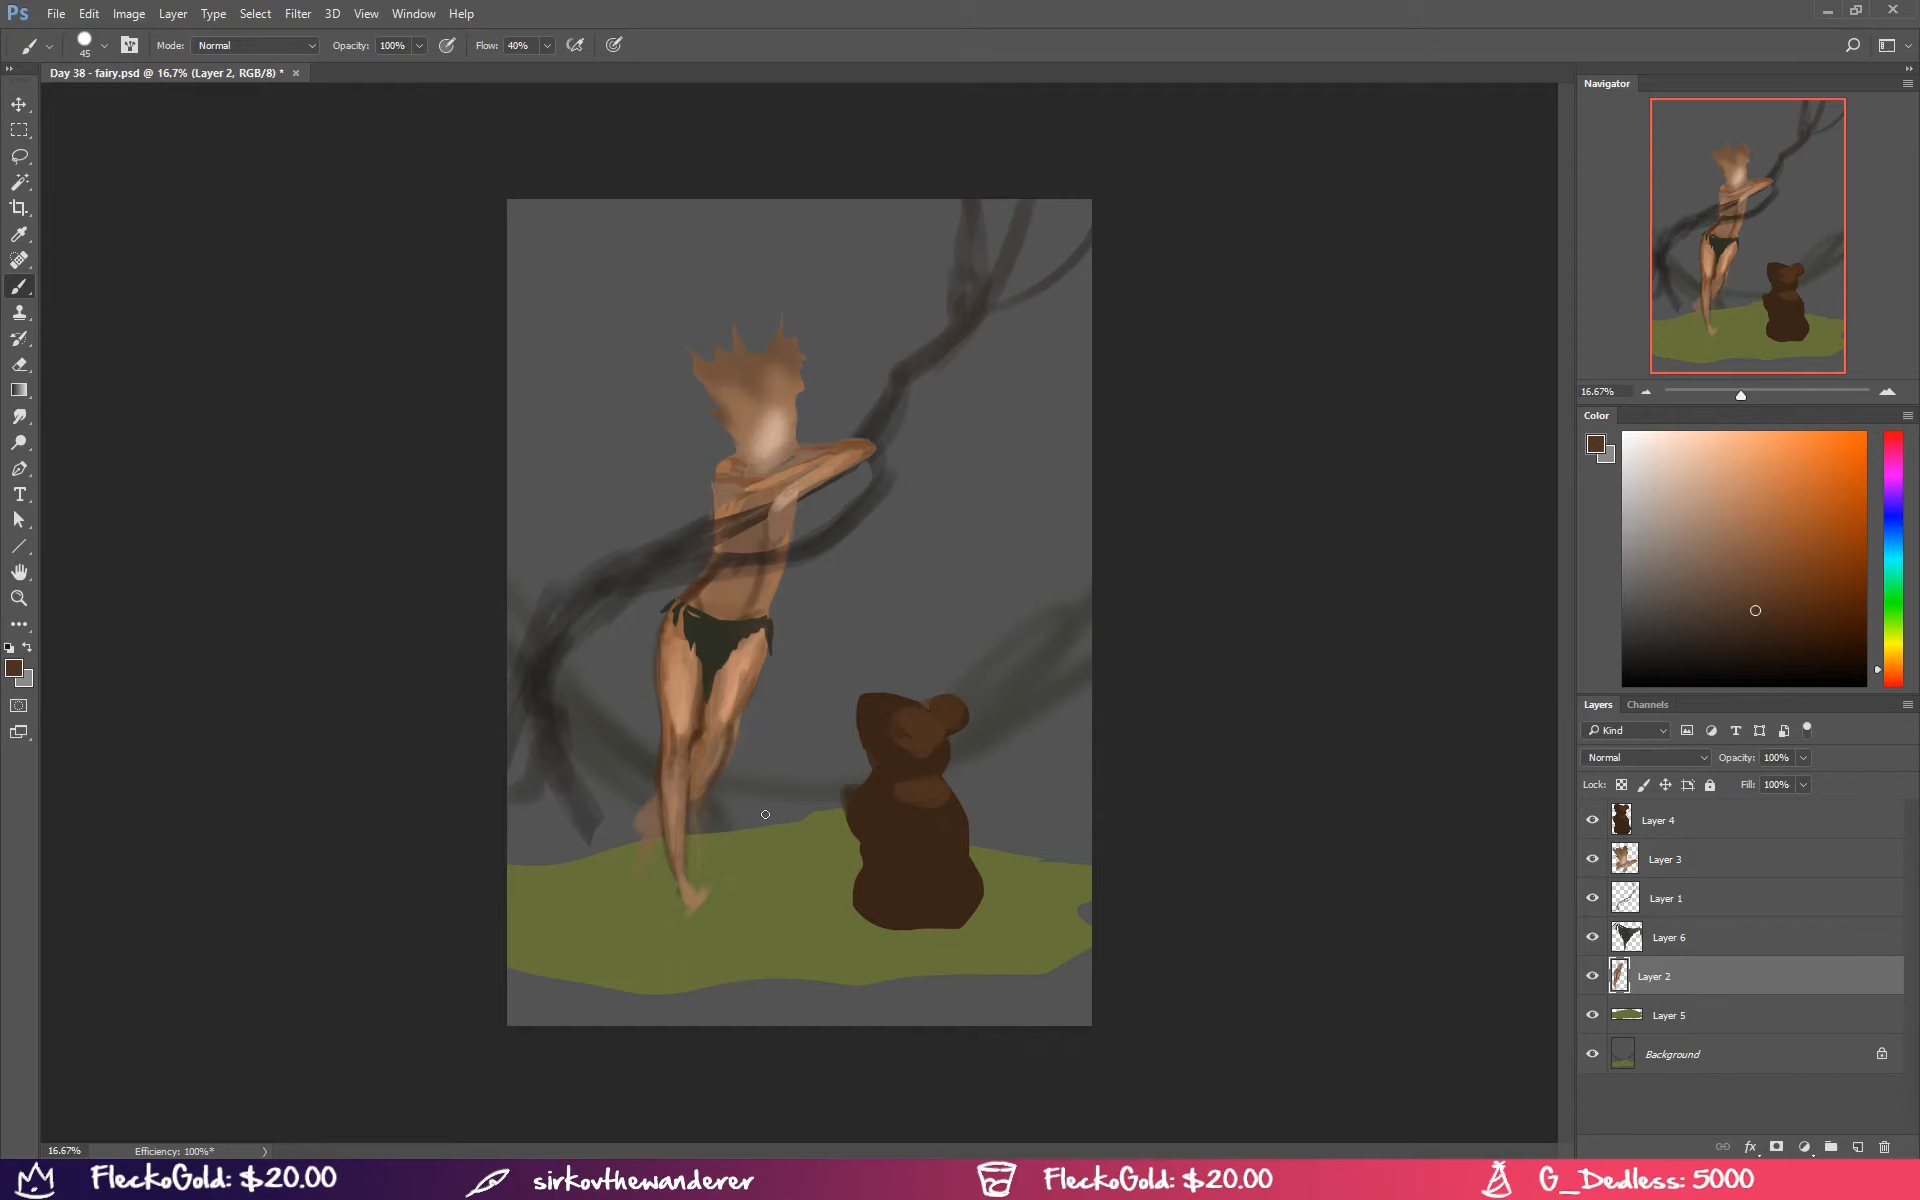 Ps File Edit Image Layer Type Select Filter 3D View Window Help
45 Mode: Normal Opacity: 100% Flow: 40%
Day 38 - fairy.psd @ 16.7% (Layer 2, RGB/8) *
Navigator
16.67%
Color
Layers Channels
Kind
Normal Opacity: 100%
Lock: Fill: 100%
Layer 4
Layer 3
Layer 1
Layer 6
Layer 2
Layer 5
Background
16.67% Efficiency: 100%*
FleckoGold: $20.00 sirkovthewanderer FleckoGold: $20.00 G_Dedless: 5000